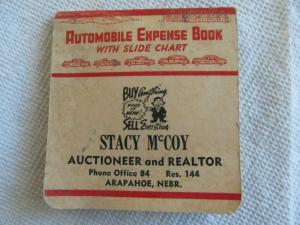 AUTOMOBILE EXPENSE BOOK
WITH SLIDE CHART
BUY Anything
SELL Everything
STACY McCOY
AUCTIONEER and REALTOR
Phone Office 84 Res. 144
ARAPAHOE, NEBR.